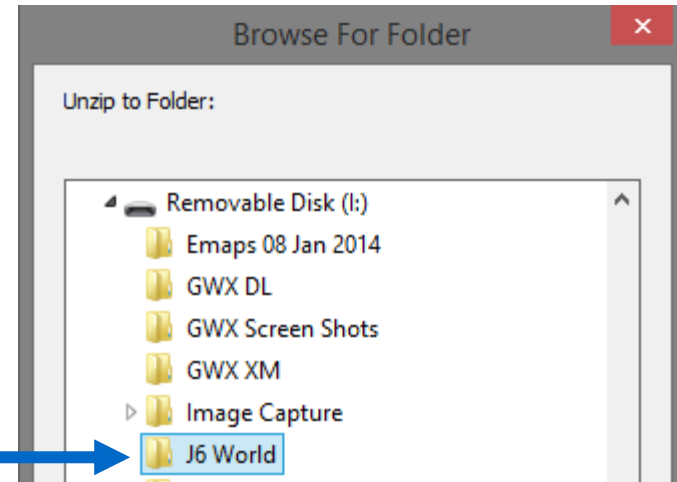 Browse For Folder
Unzip to Folder:
Removable Disk (I:)
Emaps 08 Jan 2014
GWX DL
GWX Screen Shots
GWX XM
Image Capture
J6 World